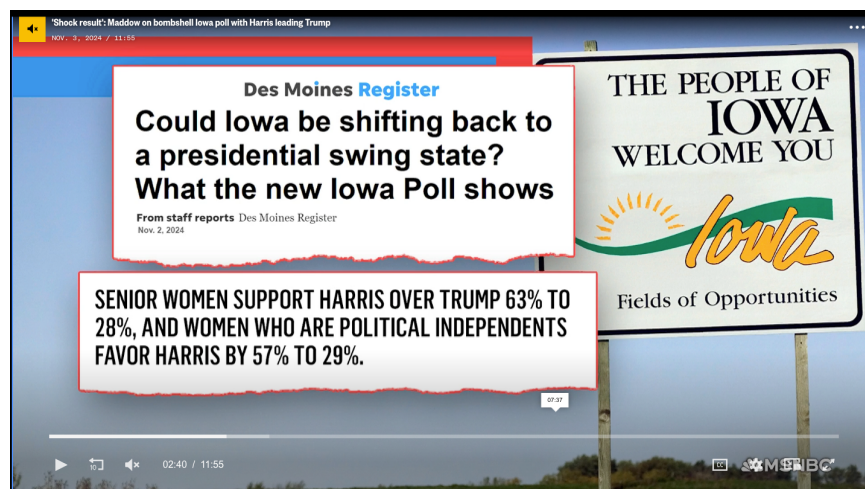 'Shock result': Maddow on bombshell Iowa poll with Harris leading Trump
NOV. 3, 2024 / 11:55
Des Moines Register
Could Iowa be shifting back to
a presidential swing state?
What the new Iowa Poll shows
From staff reports Des Moines Register
Nov. 2, 2024
SENIOR WOMEN SUPPORT HARRIS OVER TRUMP 63% TO
28%, AND WOMEN WHO ARE POLITICAL INDEPENDENTS
FAVOR HARRIS BY 57% TO 29%.
THE PEOPLE OF
IOWA
WELCOME YOU
Iowa
Fields of Opportunities
07:37
10
02:40 / 11:55
CC
MSNBC